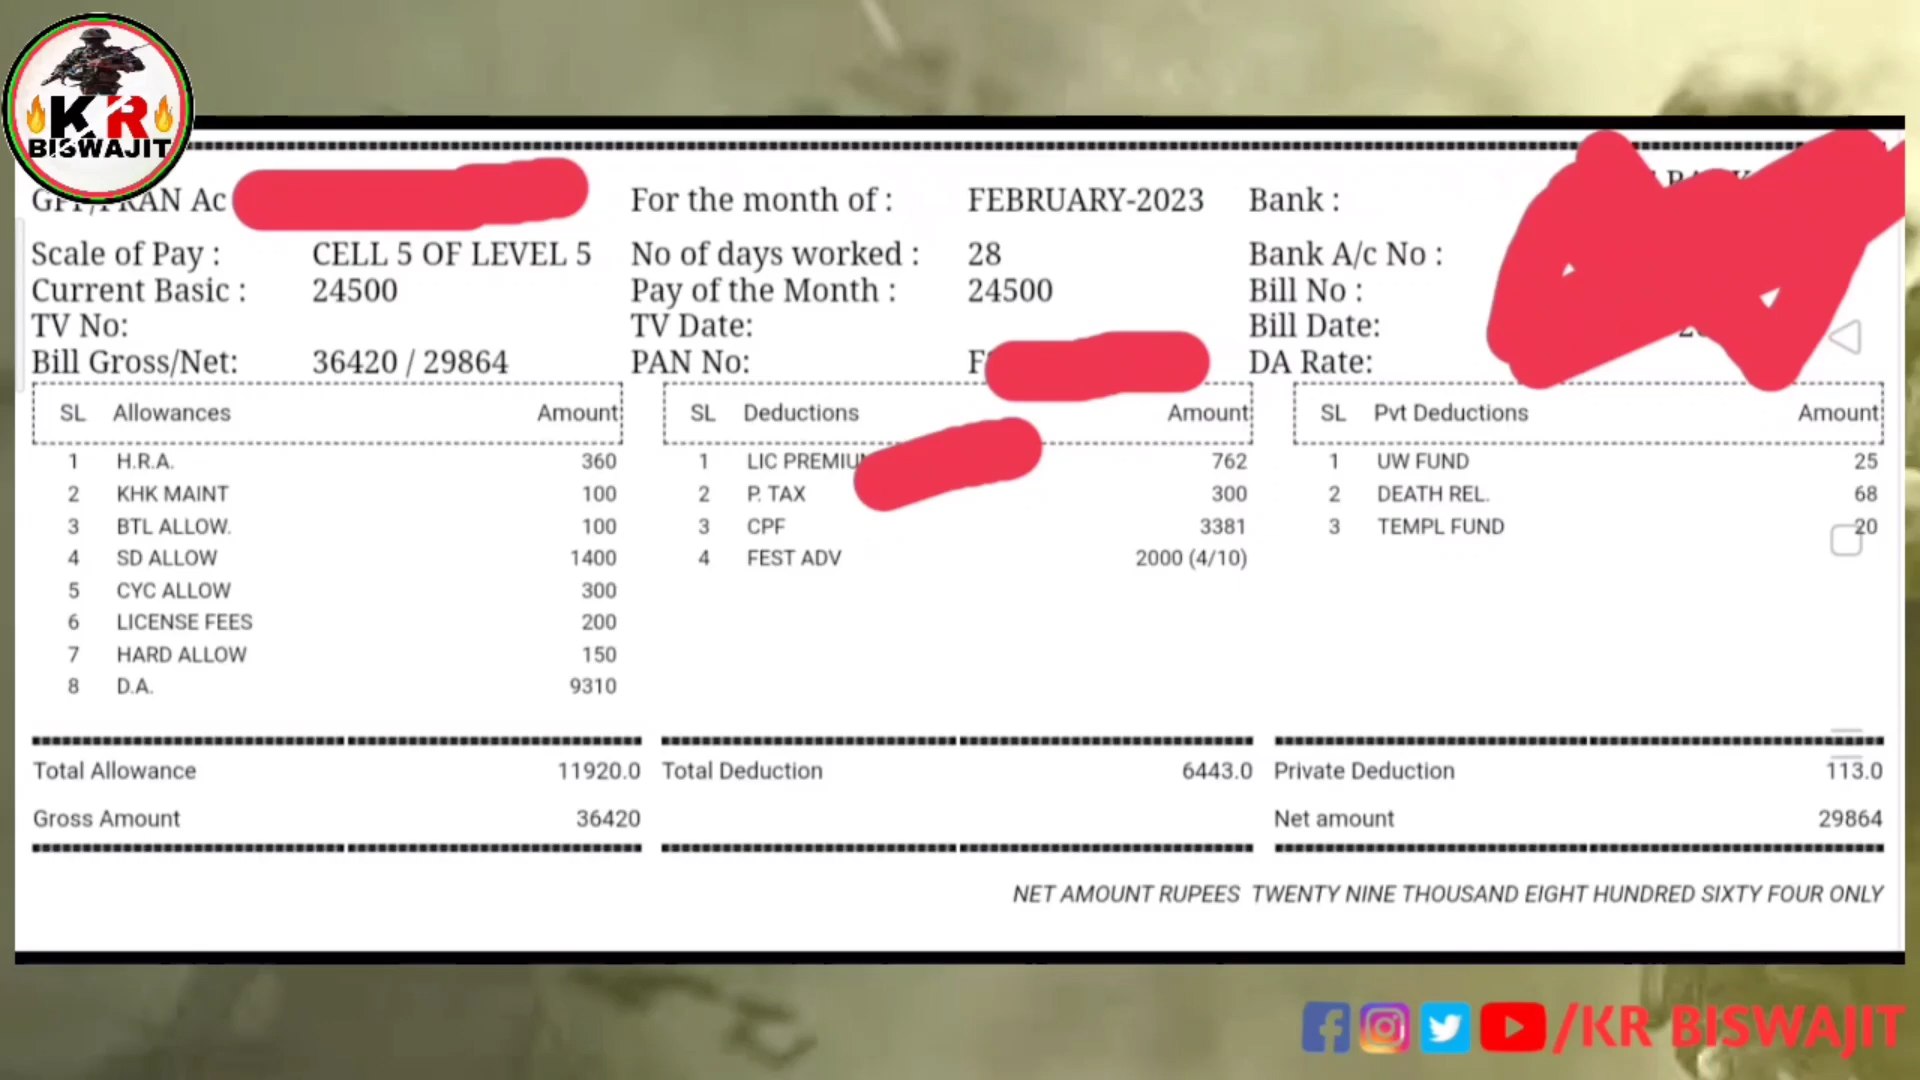 KR
BISWAJIT
GPF/PRAN Ac
For the month of : FEBRUARY-2023 Bank :
Scale of Pay : CELL 5 OF LEVEL 5 No of days worked : 28 Bank A/c No :
Current Basic : 24500 Pay of the Month : 24500 Bill No :
TV No: TV Date: Bill Date:
Bill Gross/Net: 36420 / 29864 PAN No: DA Rate:
SL Allowances Amount SL Deductions Amount SL Pvt Deductions Amount
1 H.R.A. 360 1 LIC PREMIUM 762 1 UW FUND 25
2 KHK MAINT 100 2 P. TAX 300 2 DEATH REL. 68
3 BTL ALLOW. 100 3 CPF 3381 3 TEMPL FUND 20
4 SD ALLOW 1400 4 FEST ADV 2000 (4/10)
5 CYC ALLOW 300
6 LICENSE FEES 200
7 HARD ALLOW 150
8 D.A. 9310
Total Allowance 11920.0 Total Deduction 6443.0 Private Deduction 113.0
Gross Amount 36420 Net amount 29864
NET AMOUNT RUPEES TWENTY NINE THOUSAND EIGHT HUNDRED SIXTY FOUR ONLY
/KR BISWAJIT